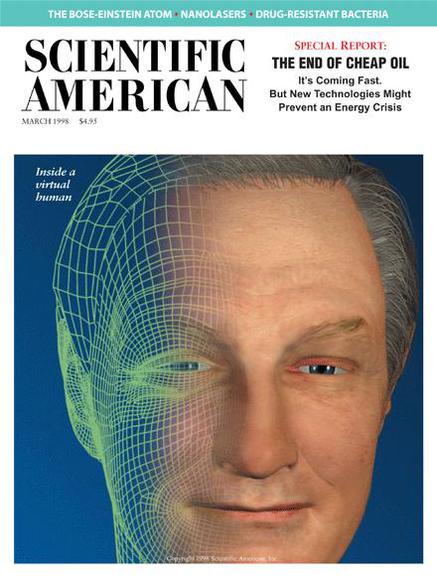 THE BOSE-EINSTEIN ATOM • NANOLASERS • DRUG-RESISTANT BACTERIA
SCIENTIFIC
AMERICAN
MARCH 1998 $4.95
SPECIAL REPORT:
THE END OF CHEAP OIL
It's Coming Fast.
But New Technologies Might
Prevent an Energy Crisis
Inside a
virtual
human
Copyright 1998 Scientific American, Inc.